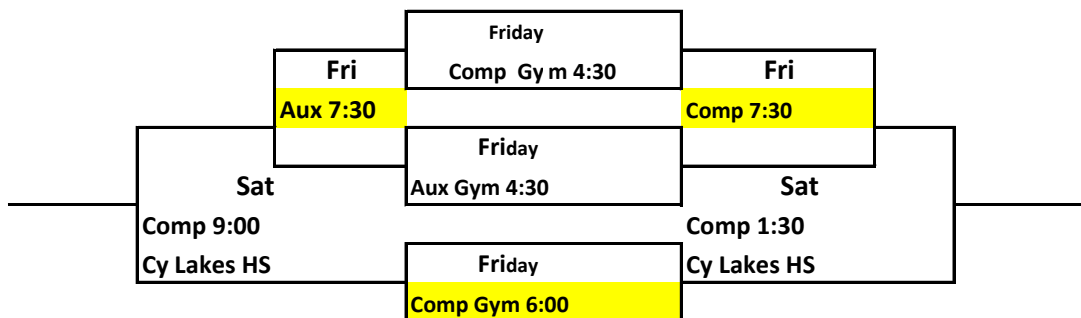 Friday
Comp Gym 4:30
Fri
Aux 7:30
Fri
Comp 7:30
Friday
Aux Gym 4:30
Sat
Comp 9:00
Cy Lakes HS
Sat
Comp 1:30
Cy Lakes HS
Friday
Comp Gym 6:00